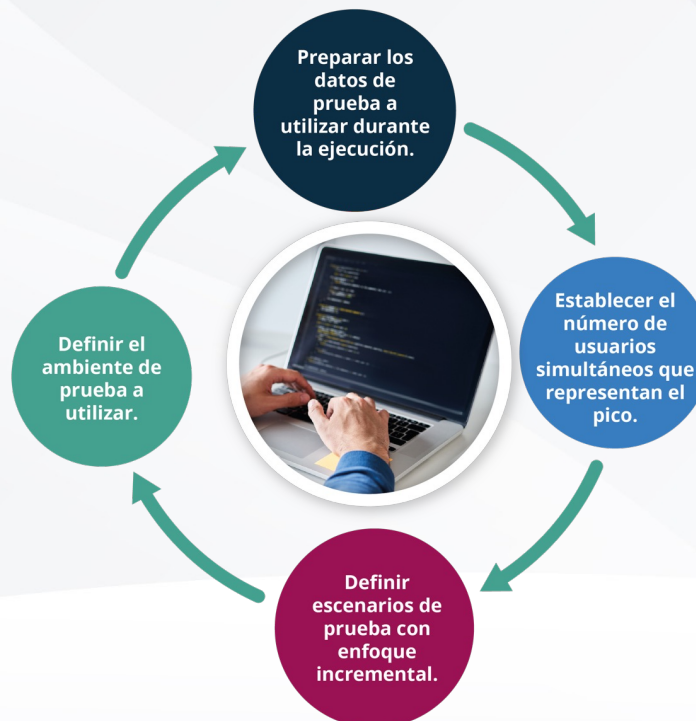 Preparar los
datos de
prueba a
utilizar durante
la ejecución.
Establecer el
número de
usuarios
simultáneos que
representan el
pico.
Definir
escenarios de
prueba con
enfoque
incremental.
Definir el
ambiente de
prueba a
utilizar.